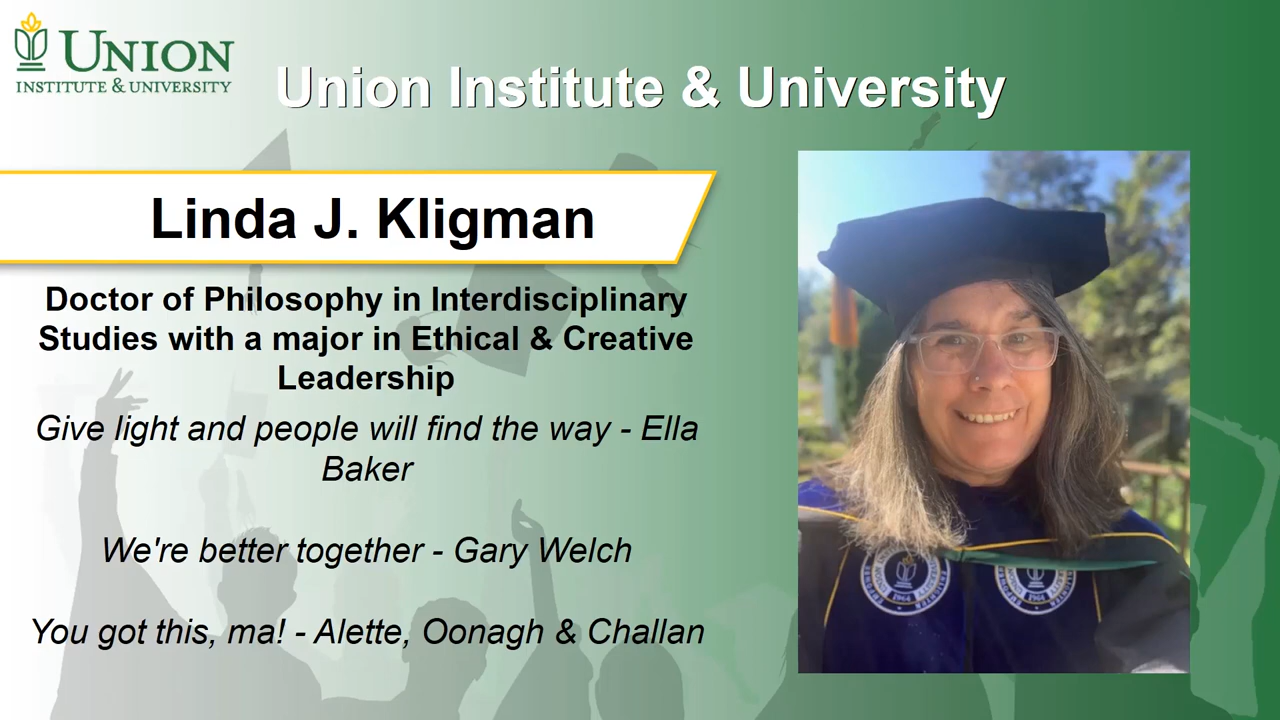 UNION
INSTITUTE & UNIVERSITY
Union Institute & University
Linda J. Kligman
Doctor of Philosophy in Interdisciplinary
Studies with a major in Ethical & Creative
Leadership
Give light and people will find the way - Ella
Baker
We're better together - Gary Welch
You got this, ma! - Alette, Oonagh & Challan
1964
1964